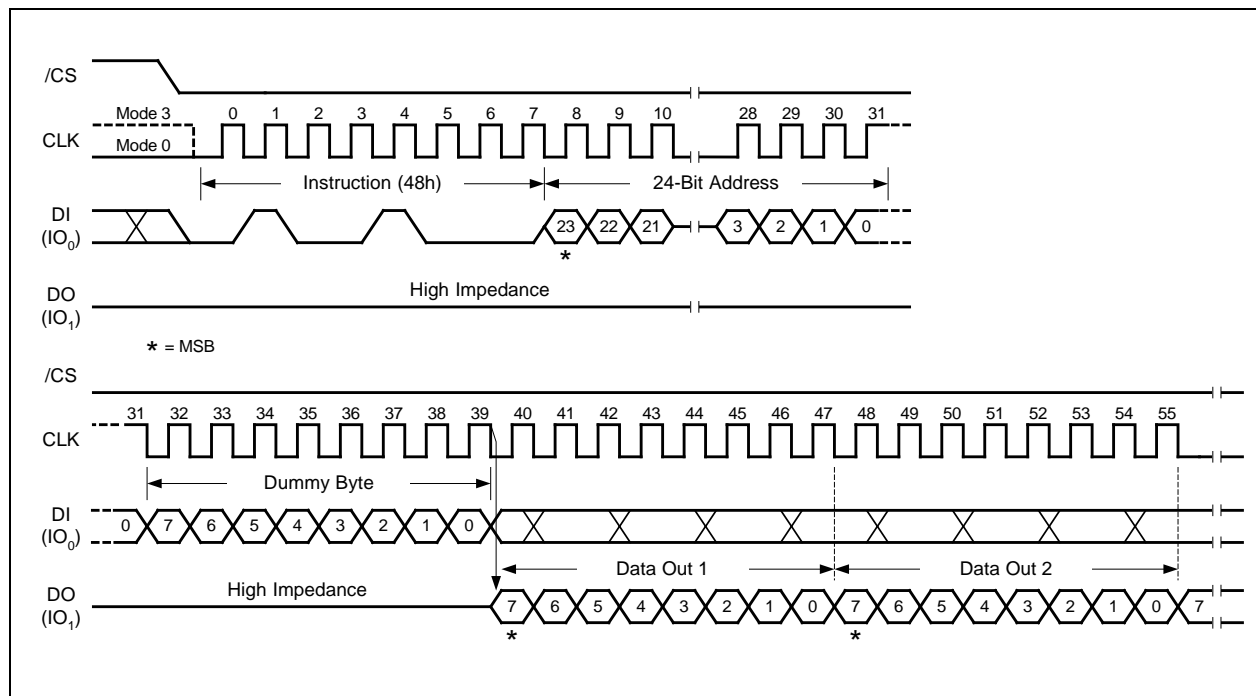 /CS
Mode 3 0 1 2 3 4 5 6 7 8 9 10 28 29 30 31
CLK
Mode 0
Instruction (48h) 24-Bit Address
DI
(IO0)
23 22 21 3 2 1 0
*
High Impedance
DO
(IO1)
* = MSB
/CS
31 32 33 34 35 36 37 38 39 40 41 42 43 44 45 46 47 48 49 50 51 52 53 54 55
CLK
Dummy Byte
DI
(IO0)
0 7 6 5 4 3 2 1 0
Data Out 1 Data Out 2
High Impedance
DO
(IO1)
7 6 5 4 3 2 1 0 7 6 5 4 3 2 1 0 7
* *